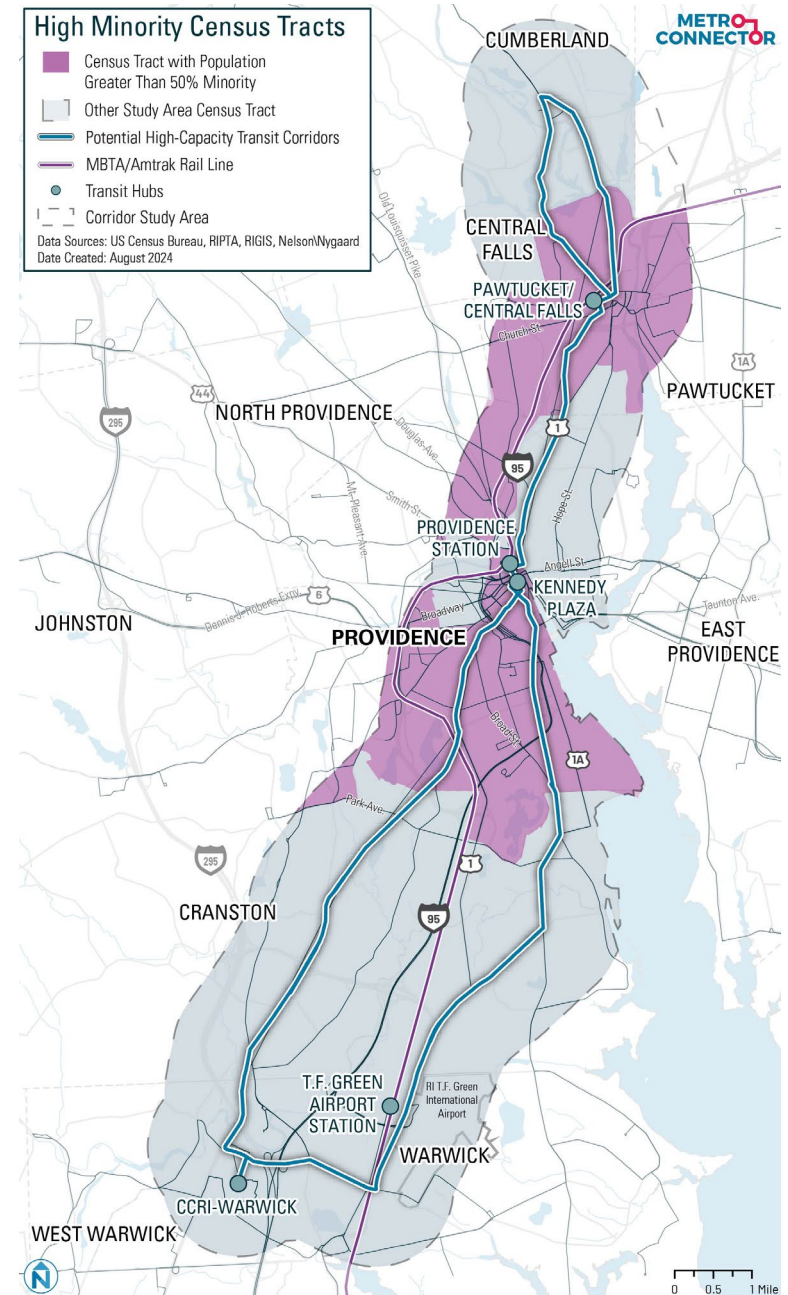 High Minority Census Tracts
Census Tract with Population
Greater Than 50% Minority
Other Study Area Census Tract
Potential High-Capacity Transit Corridors
MBTA/Amtrak Rail Line
Transit Hubs
Corridor Study Area
Data Sources: US Census Bureau, RIPTA, RIGIS, Nelson\Nygaard
Date Created: August 2024
METRO
CONNECTOR
CUMBERLAND
Old Louisquisset Pike
CENTRAL
FALLS
PAWTUCKET/
CENTRAL FALLS
Church St
1A
PAWTUCKET
44
NORTH PROVIDENCE
295
Douglas Ave
1
95
Mt Pleasant Ave
Smith St
Hope St
PROVIDENCE
STATION
Angell St
KENNEDY
PLAZA
Dennis J Roberts Expy
6
Broadway
Taunton Ave.
JOHNSTON
PROVIDENCE
EAST
PROVIDENCE
Broad St
1A
Park Ave
295
1
CRANSTON
95
T.F. GREEN
AIRPORT
STATION
RI T.F. Green
International
Airport
WARWICK
CCRI-WARWICK
WEST WARWICK
N
0 0.5 1 Mile